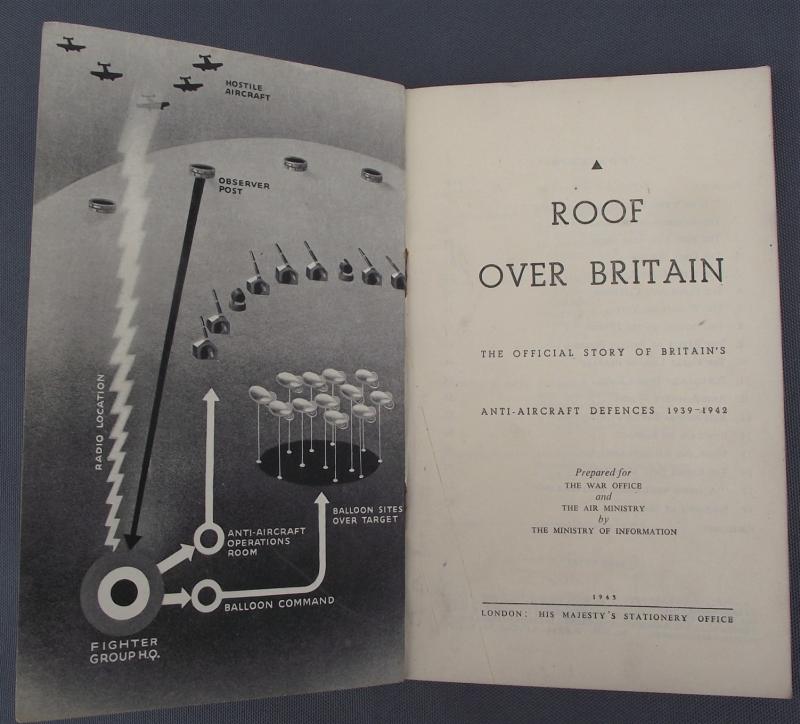 HOSTILE
AIRCRAFT
OBSERVER
POST
RADIO LOCATION
BALLOON SITES
OVER TARGET
ANTI-AIRCRAFT
OPERATIONS
ROOM
BALLOON COMMAND
FIGHTER
GROUP H.Q.
ROOF
OVER BRITAIN
THE OFFICIAL STORY OF BRITAIN'S
ANTI-AIRCRAFT DEFENCES 1939-1942
Prepared for
THE WAR OFFICE
and
THE AIR MINISTRY
by
THE MINISTRY OF INFORMATION
1943
LONDON: HIS MAJESTY'S STATIONERY OFFICE